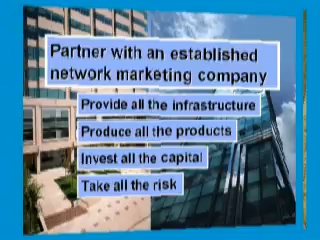 Partner with an established
network marketing company
Provide all the infrastructure
Produce all the products
Invest all the capital
Take all the risk